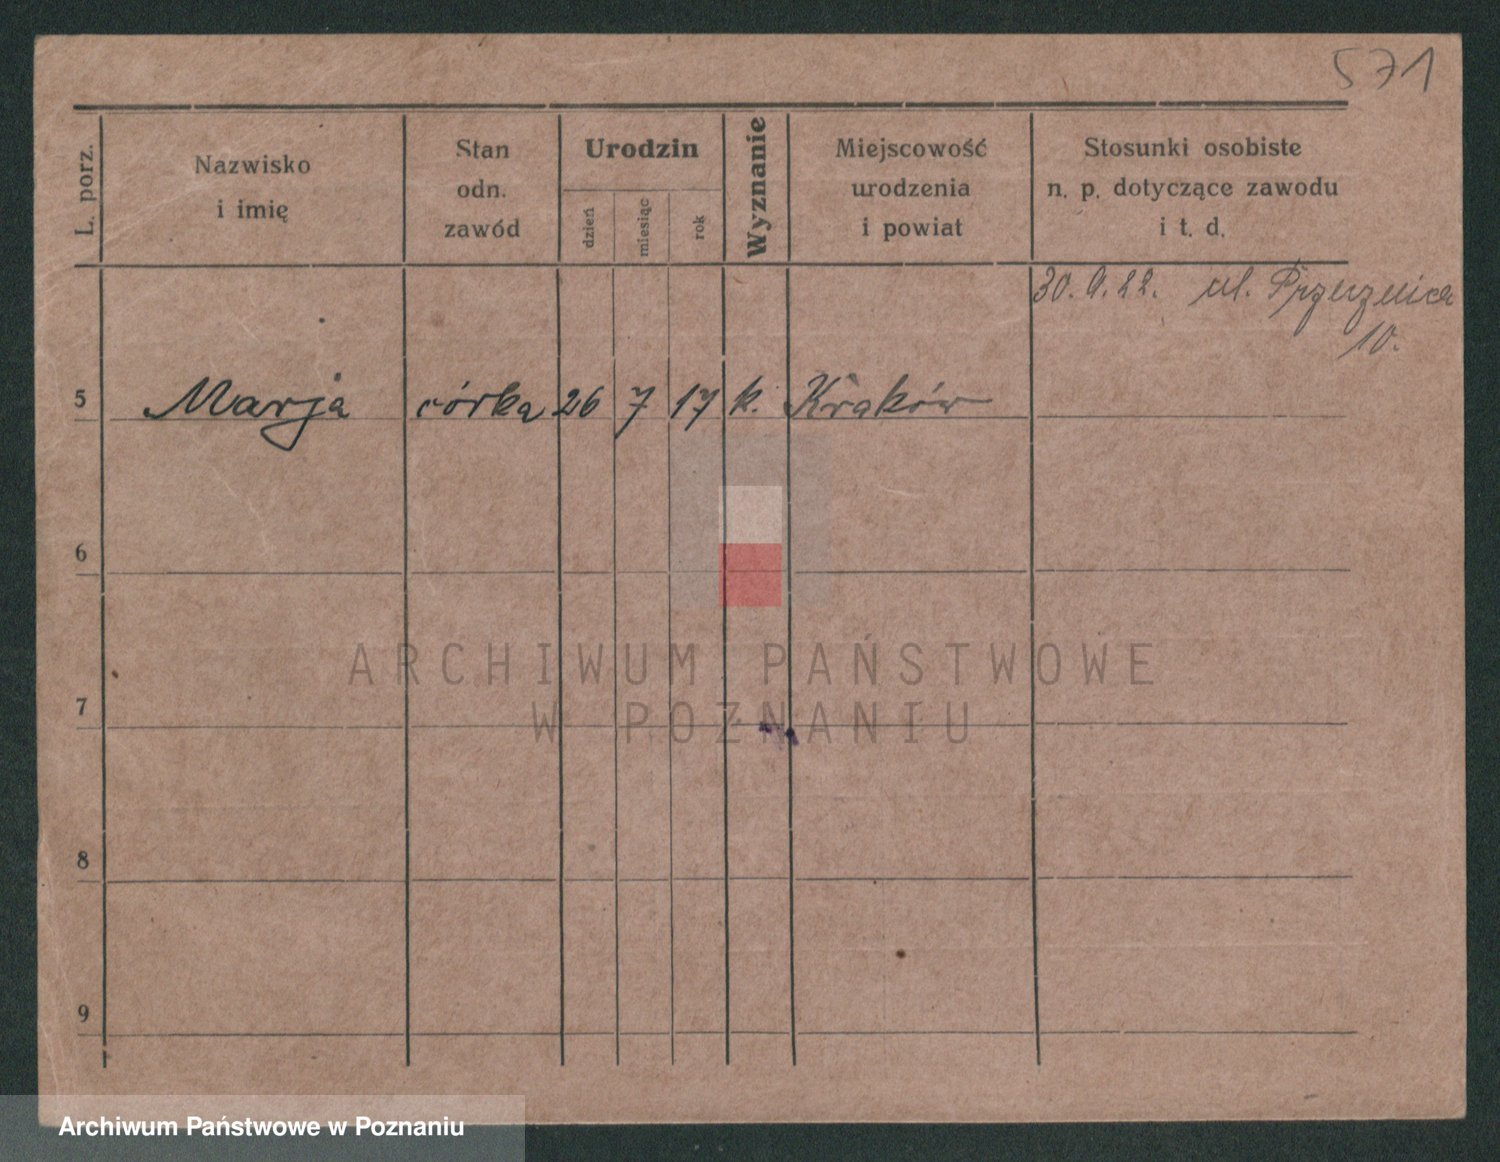 571
L. porz.
Nazwisko
i imię
Stan
odn.
zawód
Urodzin
dzień
miesiąc
rok
Wyznanie
Miejscowość
urodzenia
i powiat
Stosunki osobiste
n. p. dotyczące zawodu
i t. d.
30. 9. 22. ul.
10.
5 Marja córka 26 7 17 k. Kraków
6
ARCHIWUM PAŃSTWOWE
W POZNANIU
7
8
9
Archiwum Państwowe w Poznaniu